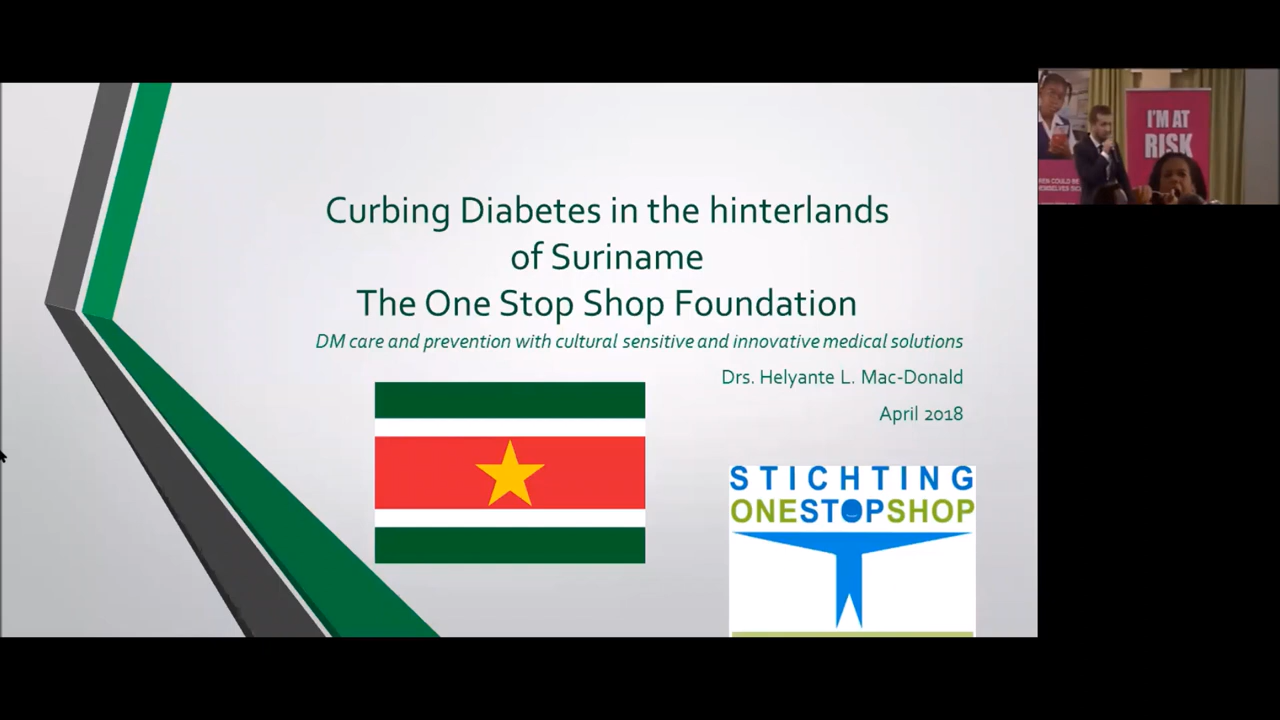 Curbing Diabetes in the hinterlands
of Suriname
The One Stop Shop Foundation
DM care and prevention with cultural sensitive and innovative medical solutions
Drs. Helyante L. Mac-Donald
April 2018
STICHTING
ONESTOPSHOP
I'M AT
RISK